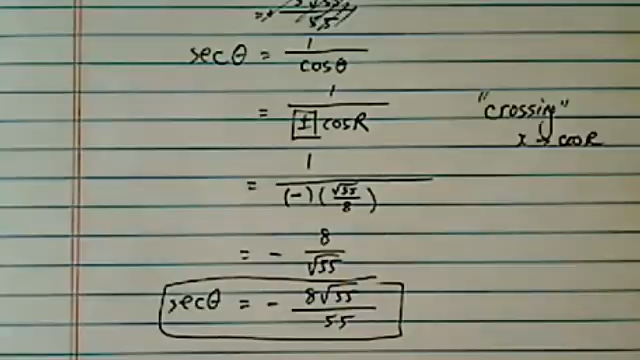 secθ = 1/cosθ
= 1/(± cosR)
"crossing"
x → cosR
= 1/((-)(√55/8))
= - 8/√55
secθ = - 8√55/55